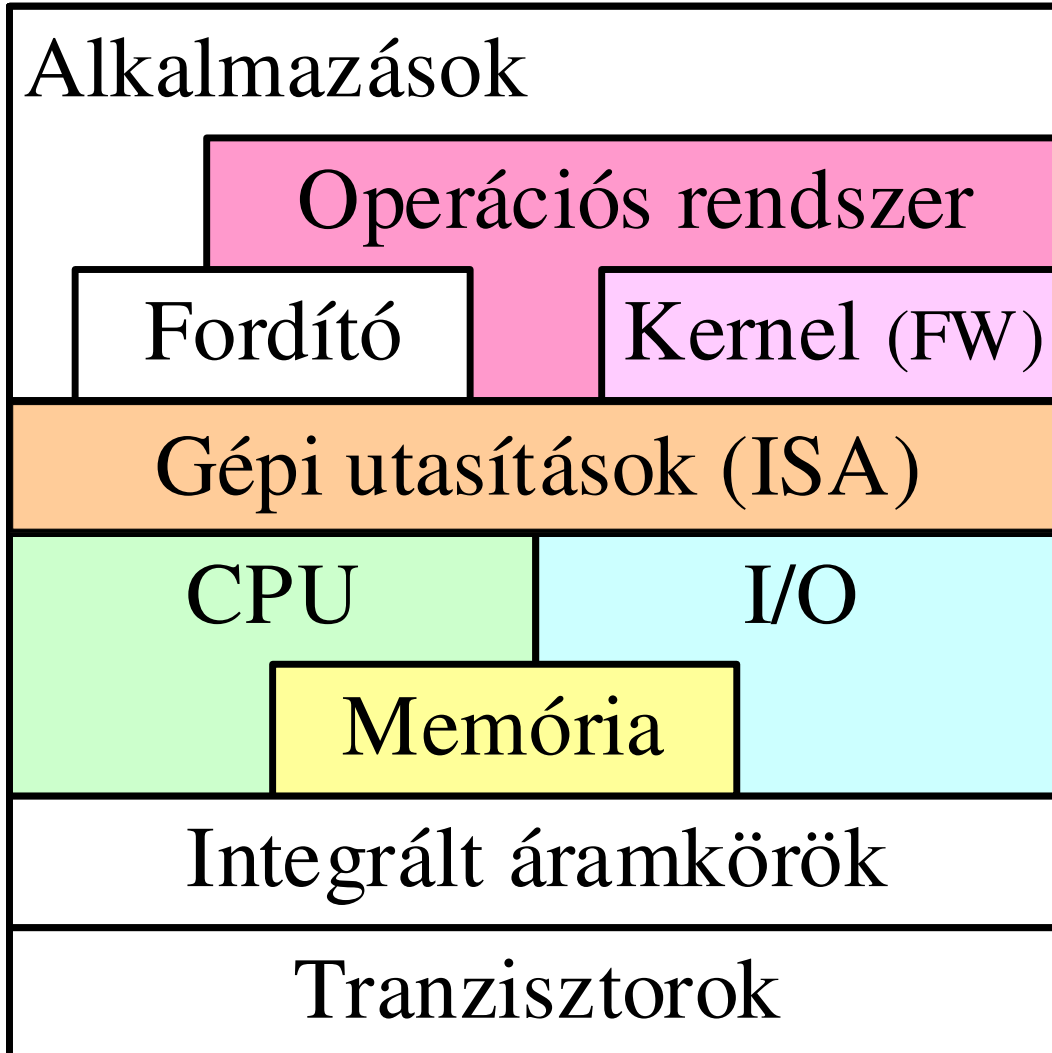 Alkalmazások
Operációs rendszer
Fordító
Kernel (FW)
Gépi utasítások (ISA)
CPU
I/O
Memória
Integrált áramkörök
Tranzisztorok